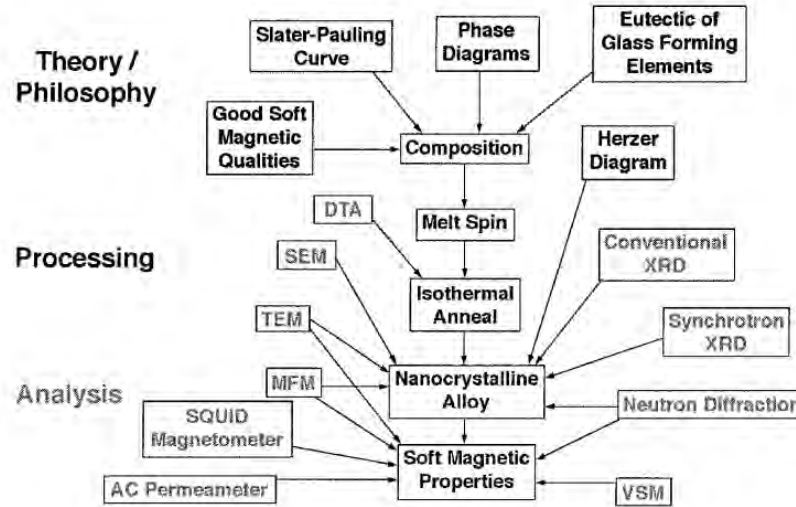 Slater-Pauling
Curve
Phase
Diagrams
Eutectic of
Glass Forming
Elements
Theory /
Philosophy
Good Soft
Magnetic
Qualities
Composition
Herzer
Diagram
DTA
Melt Spin
Processing
SEM
Conventional
XRD
Isothermal
Anneal
TEM
Synchrotron
XRD
Analysis
MFM
Nanocrystalline
Alloy
Neutron Diffraction
SQUID
Magnetometer
Soft Magnetic
Properties
AC Permeameter
VSM